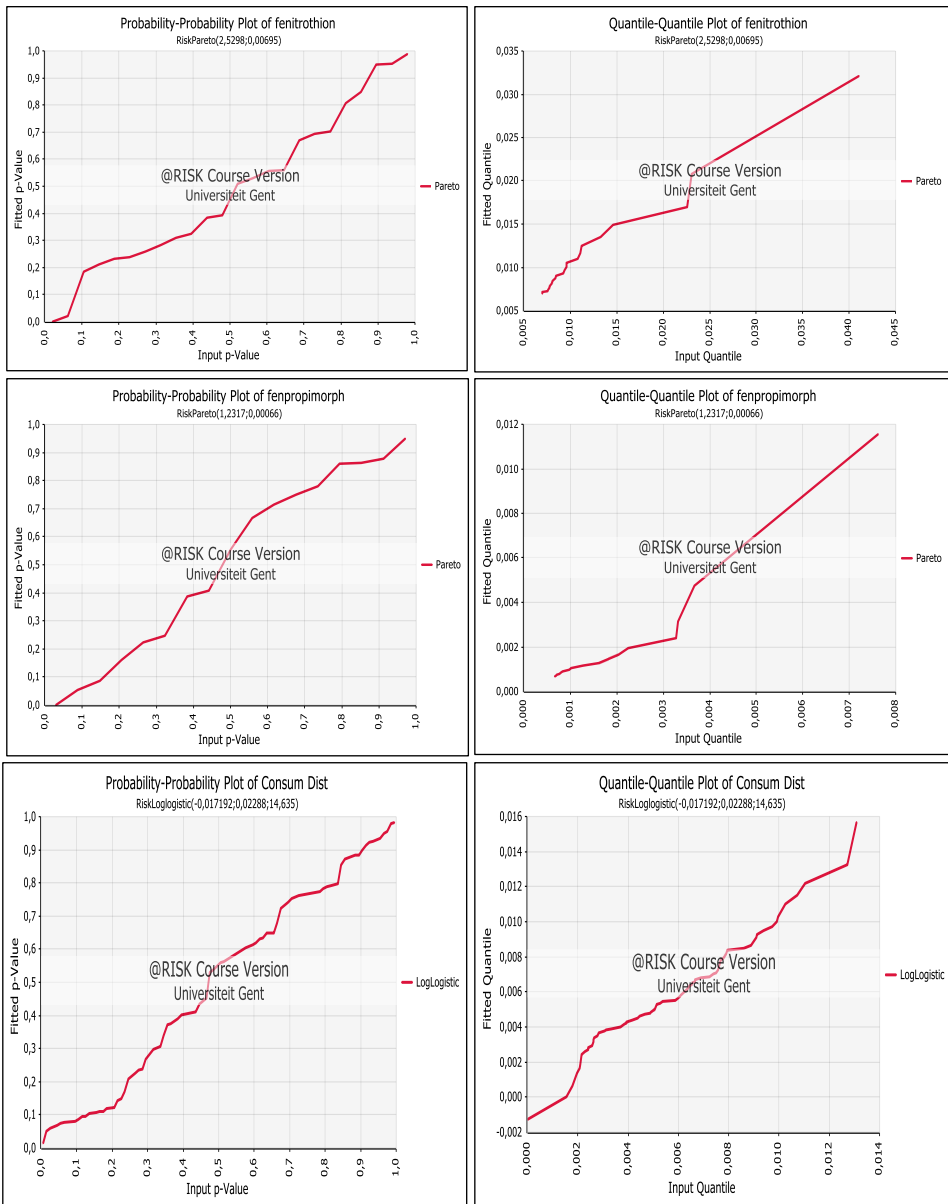 Probability-Probability Plot of fenitrothion
RiskPareto(2,5298;0,00695)
1,0
0,9
0,8
0,7
0,6
0,5
0,4
0,3
0,2
0,1
0,0
Fitted p-Value
@RISK Course Version
Universiteit Gent
Pareto
0,0
0,1
0,2
0,3
0,4
0,5
0,6
0,7
0,8
0,9
1,0
Input p-Value
Quantile-Quantile Plot of fenitrothion
RiskPareto(2,5298;0,00695)
0,035
0,030
0,025
0,020
0,015
0,010
0,005
Fitted Quantile
@RISK Course Version
Universiteit Gent
Pareto
0,005
0,010
0,015
0,020
0,025
0,030
0,035
0,040
0,045
Input Quantile
Probability-Probability Plot of fenpropimorph
RiskPareto(1,2317;0,00066)
1,0
0,9
0,8
0,7
0,6
0,5
0,4
0,3
0,2
0,1
0,0
Fitted p-Value
@RISK Course Version
Universiteit Gent
Pareto
0,0
0,1
0,2
0,3
0,4
0,5
0,6
0,7
0,8
0,9
1,0
Input p-Value
Quantile-Quantile Plot of fenpropimorph
RiskPareto(1,2317;0,00066)
0,012
0,010
0,008
0,006
0,004
0,002
0,000
Fitted Quantile
@RISK Course Version
Universiteit Gent
Pareto
0,000
0,001
0,002
0,003
0,004
0,005
0,006
0,007
0,008
Input Quantile
Probability-Probability Plot of Consum Dist
RiskLoglogistic(-0,017192;0,02288;14,635)
1,0
0,9
0,8
0,7
0,6
0,5
0,4
0,3
0,2
0,1
0,0
Fitted p-Value
@RISK Course Version
Universiteit Gent
LogLogistic
0,0
0,1
0,2
0,3
0,4
0,5
0,6
0,7
0,8
0,9
1,0
Input p-Value
Quantile-Quantile Plot of Consum Dist
RiskLoglogistic(-0,017192;0,02288;14,635)
0,016
0,014
0,012
0,010
0,008
0,006
0,004
0,002
0,000
-0,002
Fitted Quantile
@RISK Course Version
Universiteit Gent
LogLogistic
0,000
0,002
0,004
0,006
0,008
0,010
0,012
0,014
Input Quantile